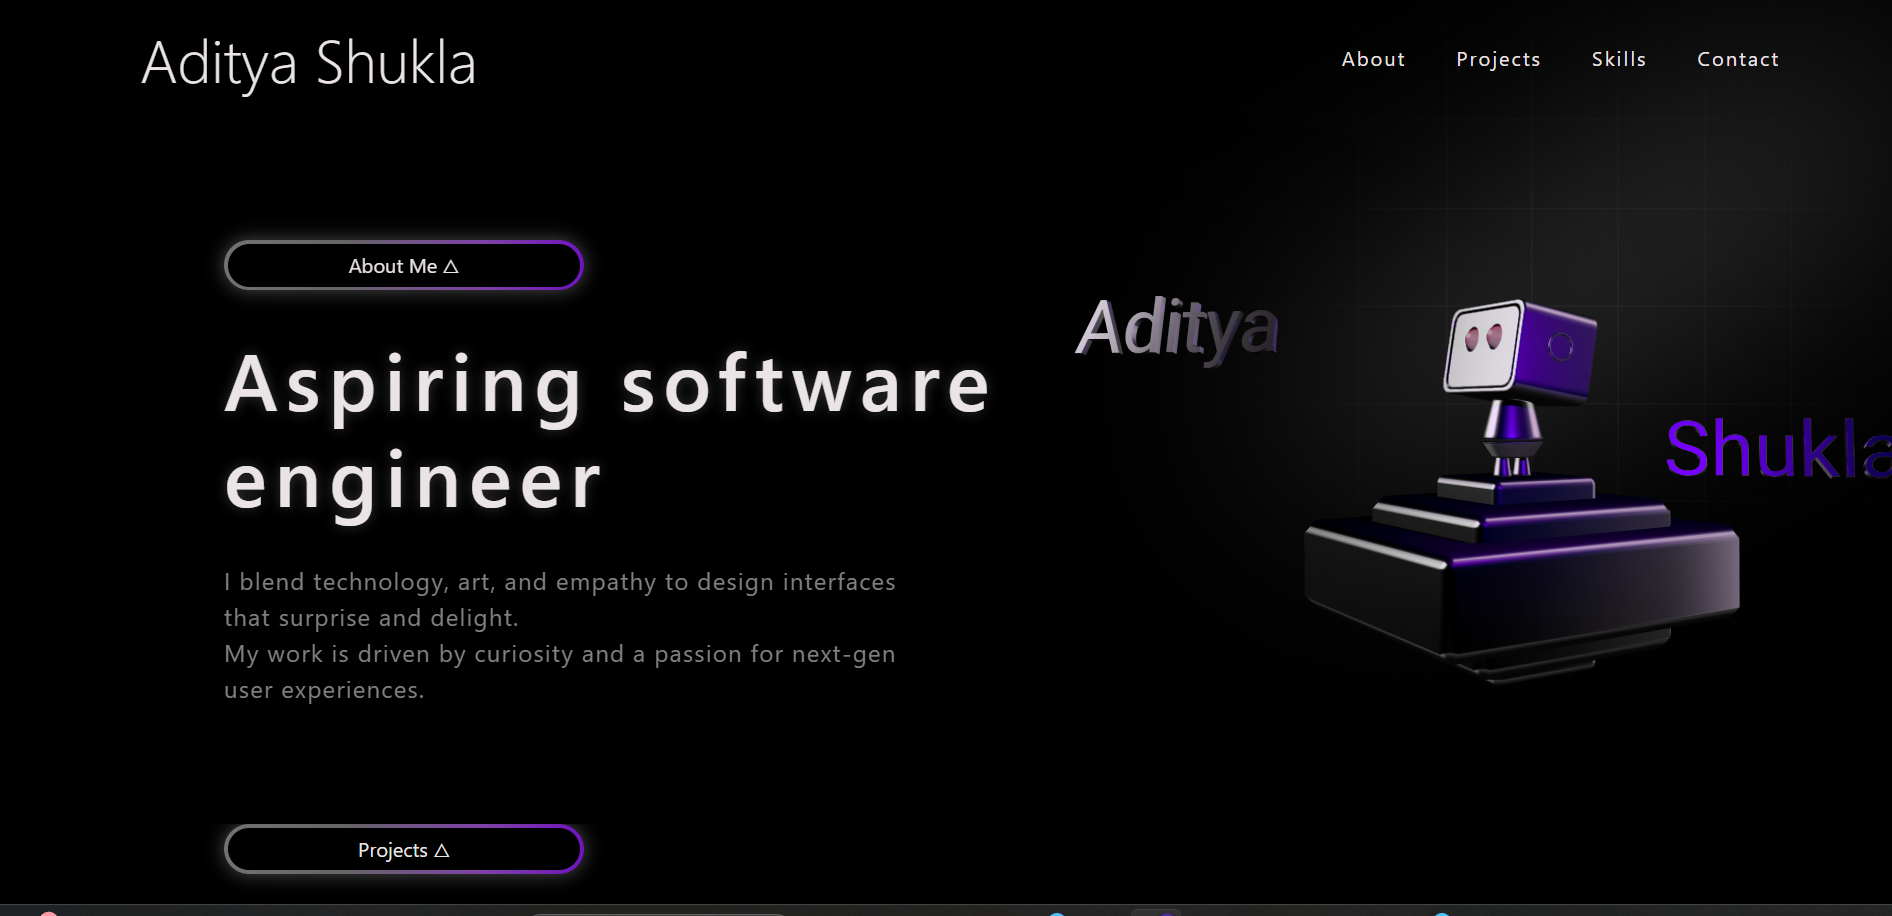 Aditya Shukla
About
Projects
Skills
Contact
About Me △
Aspiring software
engineer
I blend technology, art, and empathy to design interfaces
that surprise and delight.
My work is driven by curiosity and a passion for next-gen
user experiences.
Aditya
Shukla
Projects △